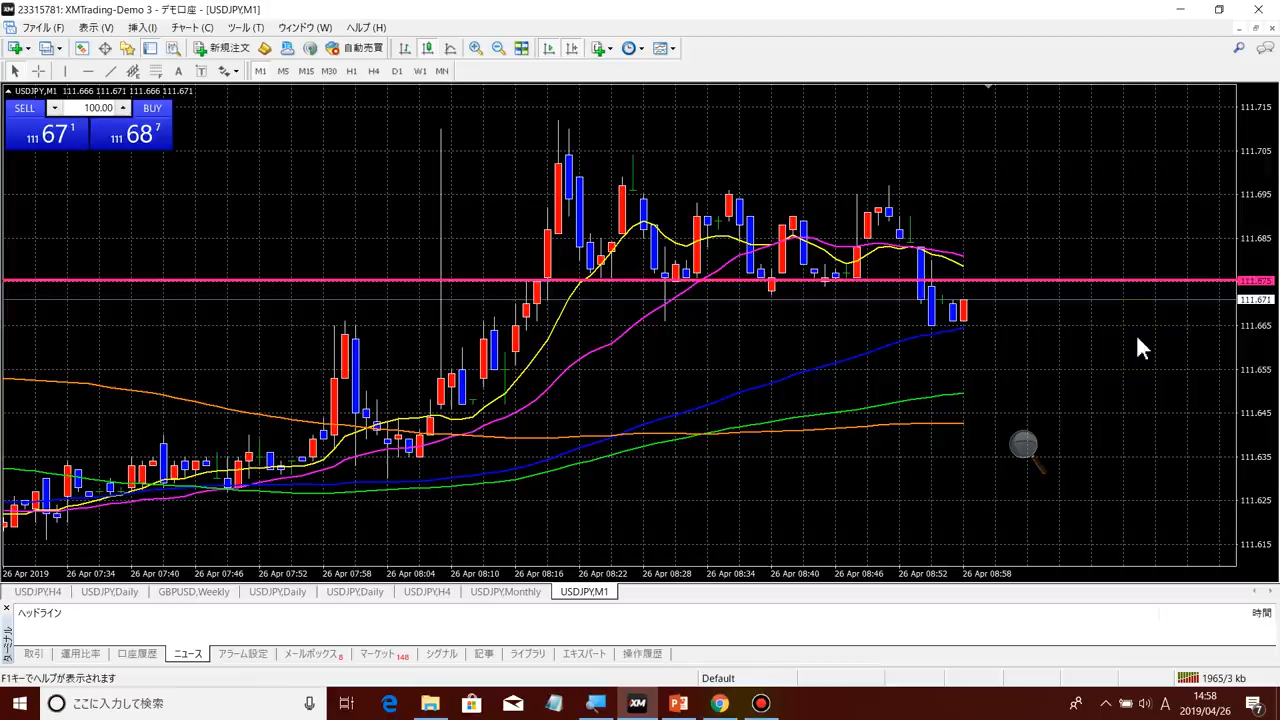 23315781: XMTrading-Demo 3 - デモ口座 - [USDJPY,M1]
ファイル (F) 表示 (V) 挿入(I) チャート (C) ツール (T) ウィンドウ (W) ヘルプ (H)
新規注文 自動売買
A T M1 M5 M15 M30 H1 H4 D1 W1 MN
USDJPY,M1 111.666 111.671 111.666 111.671
SELL 100.00 BUY
111 67 1 111 68 7
111.715
111.705
111.695
111.685
111.675
111.671
111.665
111.655
111.645
111.635
111.625
111.615
26 Apr 2019 26 Apr 07:34 26 Apr 07:40 26 Apr 07:46 26 Apr 07:52 26 Apr 07:58 26 Apr 08:04 26 Apr 08:10 26 Apr 08:16 26 Apr 08:22 26 Apr 08:28 26 Apr 08:34 26 Apr 08:40 26 Apr 08:46 26 Apr 08:52 26 Apr 08:58
USDJPY,H4 USDJPY,Daily GBPUSD,Weekly USDJPY,Daily USDJPY,Daily USDJPY,H4 USDJPY,Monthly USDJPY,M1
ヘッドライン 時間
ターミナル
取引 運用比率 口座履歴 ニュース アラーム設定 メールボックス 8 マーケット 148 シグナル 記事 ライブラリ エキスパート 操作履歴
F1キーでヘルプが表示されます Default 1965/3 kb
ここに入力して検索 XM A 14:58
2019/04/26 7